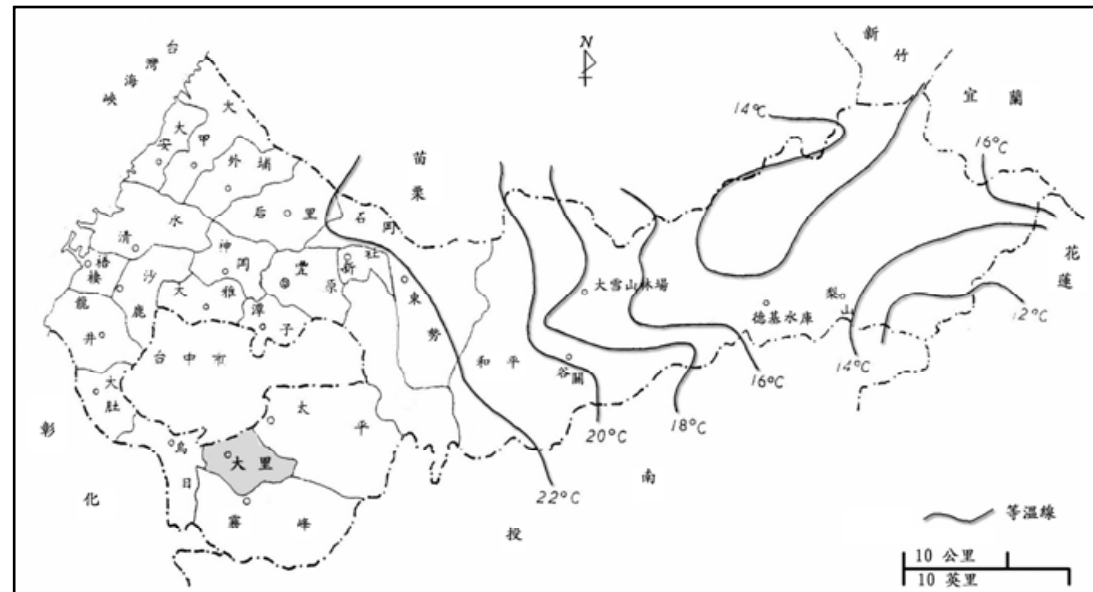 台灣海峽
新竹
宜蘭
N
14°C
16°C
大甲
大安
外埔
苗栗
后里
石岡
清水
神岡
豐原
新社
東勢
梧棲
沙鹿
大雅
潭子
大雪山林場
德基水庫
梨山
花蓮
12°C
龍井
台中市
和平
谷關
16°C
14°C
大肚
太平
20°C
18°C
彰化
烏日
大里
22°C
南投
霧峰
等溫線
10 公里
10 英里